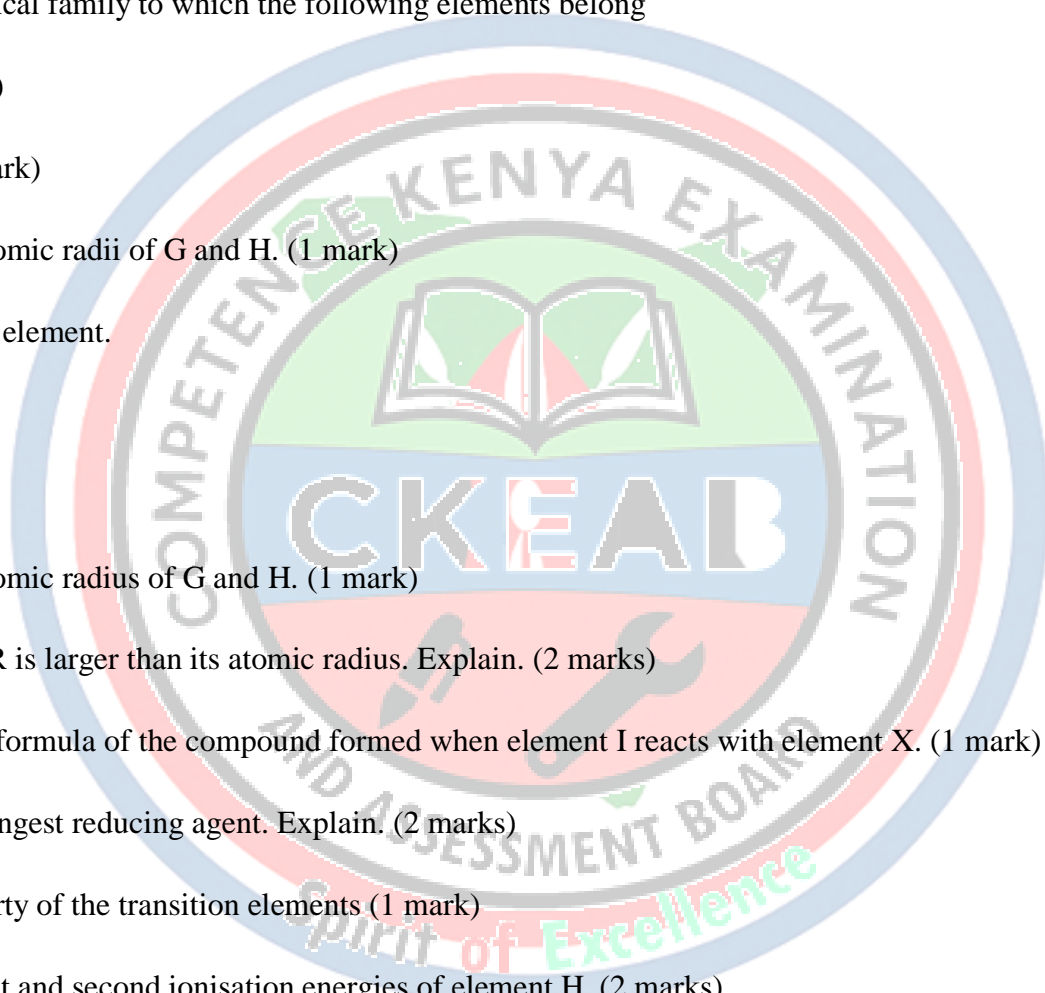 ical family to which the following elements belong
)
ark)
omic radii of G and H. (1 mark)
element.
omic radius of G and H. (1 mark)
R is larger than its atomic radius. Explain. (2 marks)
formula of the compound formed when element I reacts with element X. (1 mark)
ngest reducing agent. Explain. (2 marks)
rty of the transition elements (1 mark)
t and second ionisation energies of element H. (2 marks)
COMPETENCE KENYA EXAMINATION
CKEAB
AND ASSESSMENT BOARD
Spirit of Excellence